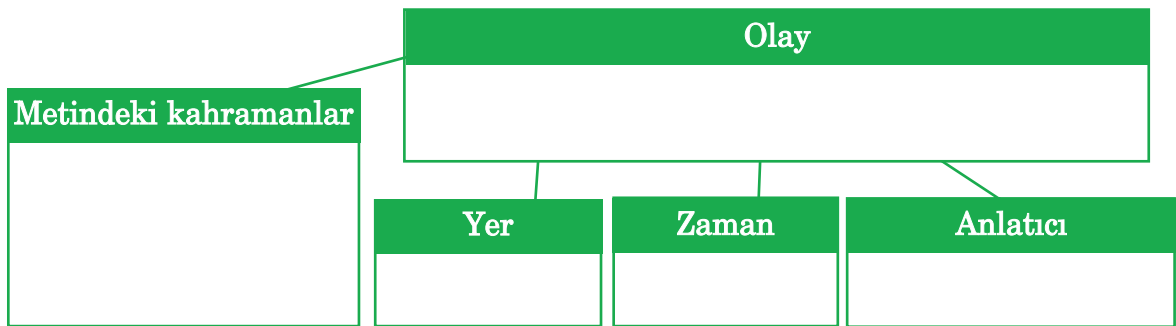 Olay
Metindeki kahramanlar
Yer
Zaman
Anlatıcı